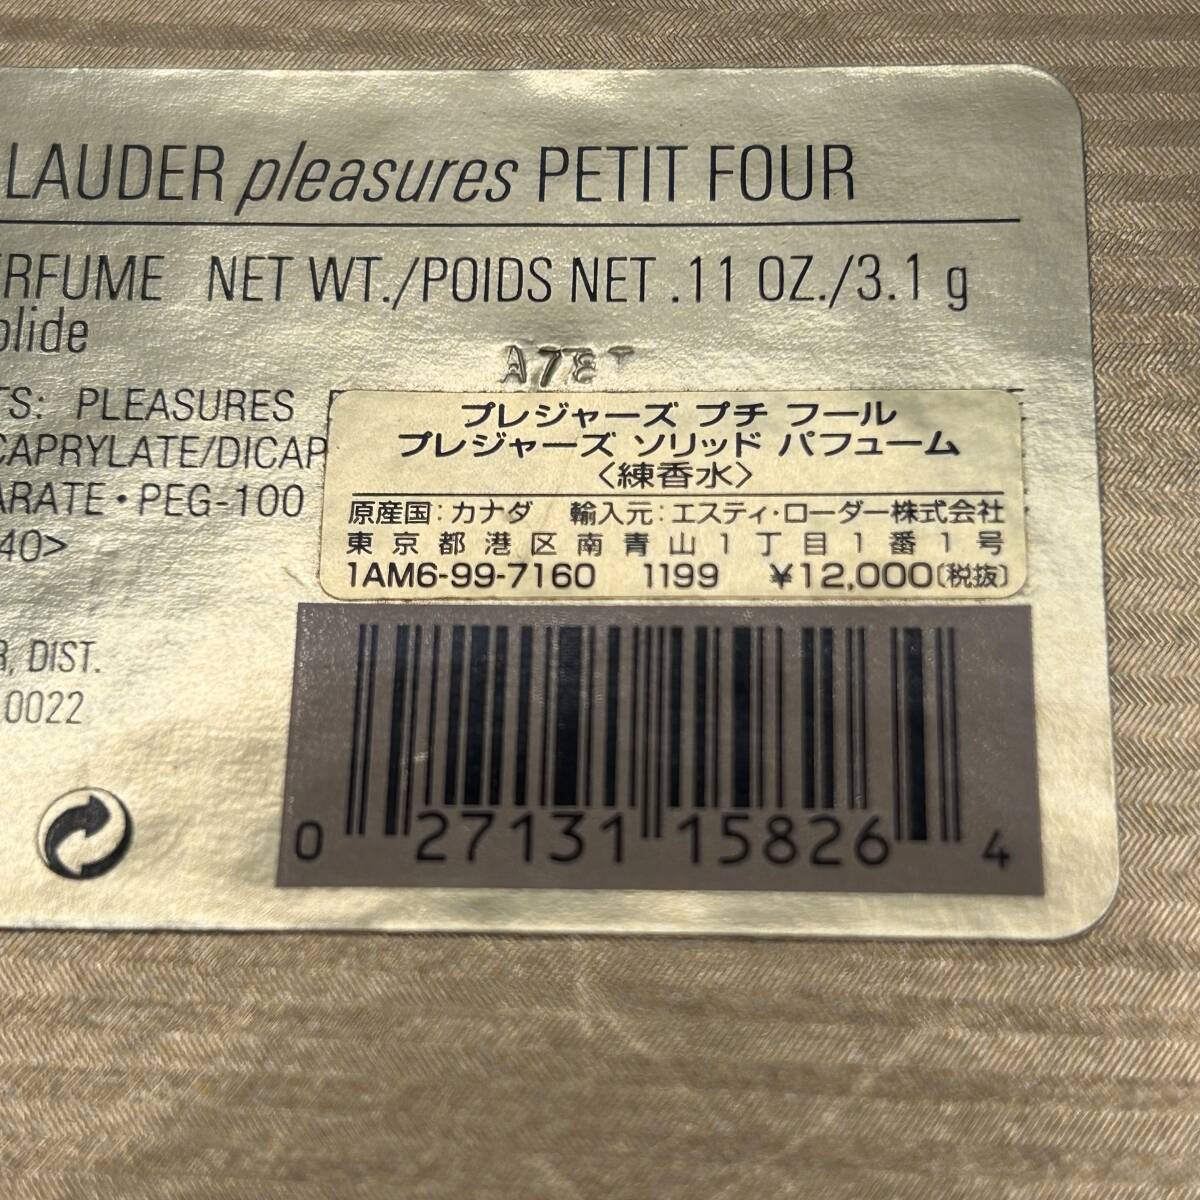 LAUDER pleasures PETIT FOUR
ERFUME NET WT./POIDS NET .11 OZ./3.1 g
olide
A78
TS: PLEASURES
CAPRYLATE/DICAP
ARATE・PEG-100
40>
プレジャーズ プチ フール
プレジャーズ ソリッド パフューム
〈練香水〉
原産国:カナダ 輸入元:エスティ・ローダー株式会社
東京都港区南青山1丁目1番1号
1AM6-99-7160 1199 ¥12,000〔税抜〕
R, DIST.
0022
0 27131 15826 4